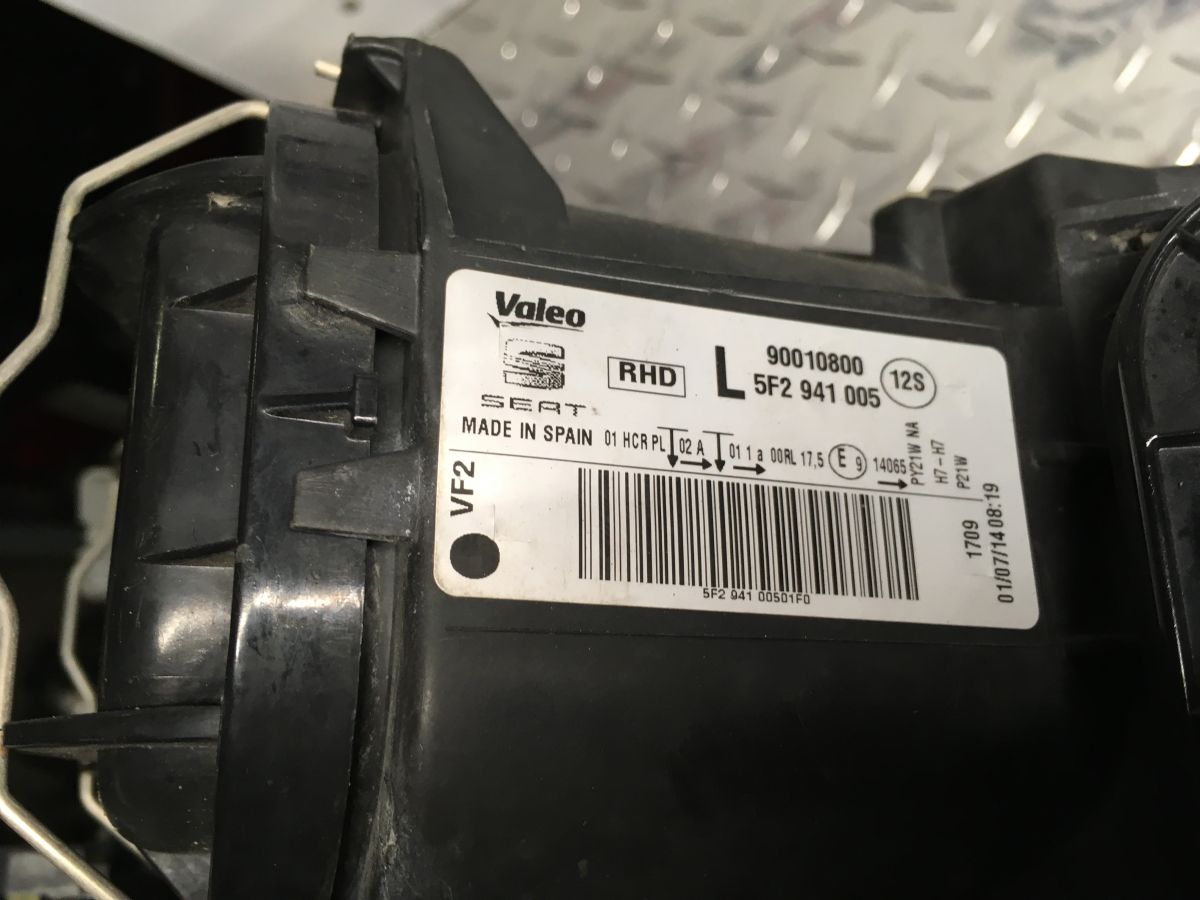 Valeo
SEAT
RHD
L
90010800
5F2 941 005
12S
MADE IN SPAIN
01 HCR PL 02 A 01 1 a 00RL 17,5 E 9 14065
PY21W NA
H7-H7
P21W
VF2
5F2 941 00501F0
1709
01/07/14 08:19